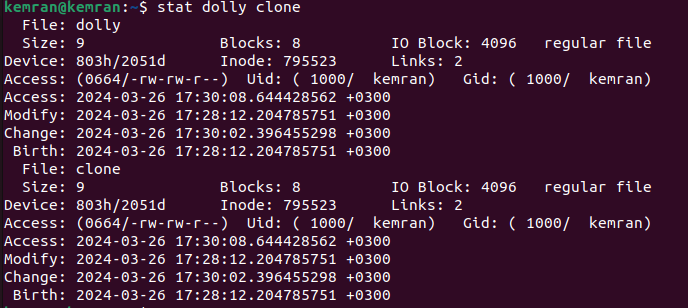 kemran@kemran:~$ stat dolly clone
  File: dolly
  Size: 9               Blocks: 8          IO Block: 4096   regular file
Device: 803h/2051d      Inode: 795523      Links: 2
Access: (0664/-rw-rw-r--)  Uid: ( 1000/  kemran)   Gid: ( 1000/  kemran)
Access: 2024-03-26 17:30:08.644428562 +0300
Modify: 2024-03-26 17:28:12.204785751 +0300
Change: 2024-03-26 17:30:02.396455298 +0300
 Birth: 2024-03-26 17:28:12.204785751 +0300
  File: clone
  Size: 9               Blocks: 8          IO Block: 4096   regular file
Device: 803h/2051d      Inode: 795523      Links: 2
Access: (0664/-rw-rw-r--)  Uid: ( 1000/  kemran)   Gid: ( 1000/  kemran)
Access: 2024-03-26 17:30:08.644428562 +0300
Modify: 2024-03-26 17:28:12.204785751 +0300
Change: 2024-03-26 17:30:02.396455298 +0300
 Birth: 2024-03-26 17:28:12.204785751 +0300